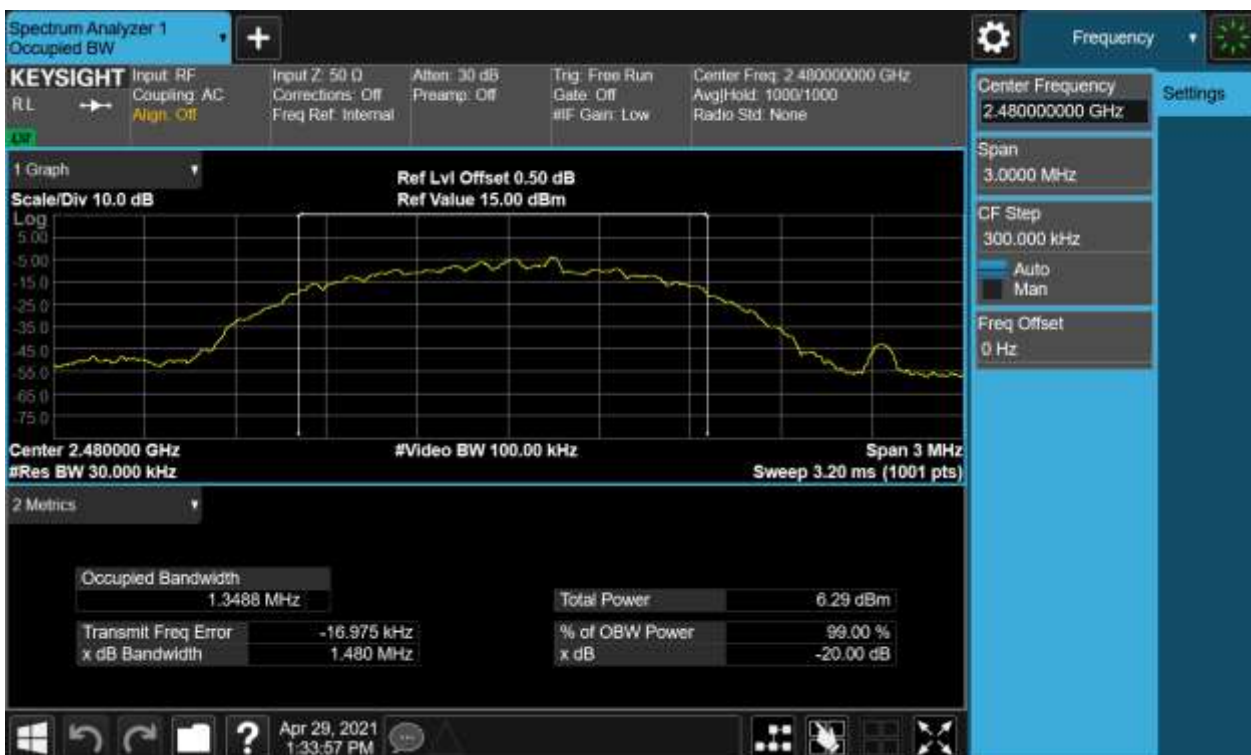 Spectrum Analyzer 1
Occupied BW
Frequency
KEYSIGHT
RL
Input: RF
Coupling: AC
Align: Off
Input Z: 50 Ω
Corrections: Off
Freq Ref: Internal
Atten: 30 dB
Preamp: Off
Trig: Free Run
Gate: Off
#IF Gain: Low
Center Freq: 2.480000000 GHz
Avg|Hold: 1000/1000
Radio Std: None
Center Frequency
2.480000000 GHz
Settings
Span
3.0000 MHz
CF Step
300.000 kHz
Auto
Man
Freq Offset
0 Hz
1 Graph
Scale/Div 10.0 dB
Ref Lvl Offset 0.50 dB
Ref Value 15.00 dBm
Log
5.00
-5.00
-15.0
-25.0
-35.0
-45.0
-55.0
-65.0
-75.0
Center 2.480000 GHz
#Video BW 100.00 kHz
Span 3 MHz
#Res BW 30.000 kHz
Sweep 3.20 ms (1001 pts)
2 Metrics
Occupied Bandwidth
1.3488 MHz
Total Power 6.29 dBm
Transmit Freq Error -16.975 kHz
% of OBW Power 99.00 %
x dB Bandwidth 1.480 MHz
x dB -20.00 dB
Apr 29, 2021
1:33:57 PM